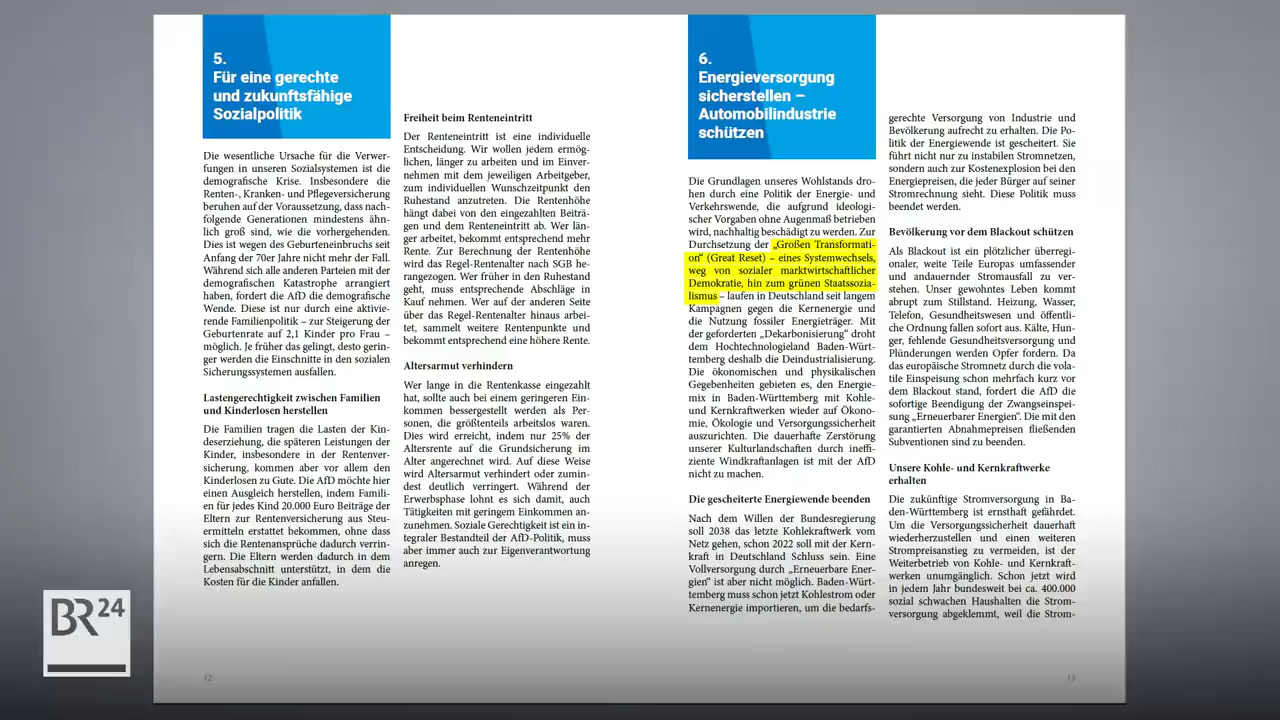 5.
Für eine gerechte
und zukunftsfähige
Sozialpolitik
Die wesentliche Ursache für die Verwer-
fungen in unseren Sozialsystemen ist die
demografische Krise. Insbesondere die
Renten-, Kranken- und Pflegeversicherung
beruhen auf der Voraussetzung, dass nach-
folgende Generationen mindestens ähn-
lich groß sind, wie die vorhergehenden.
Dies ist wegen des Geburteneinbruchs seit
Anfang der 70er Jahre nicht mehr der Fall.
Während sich alle anderen Parteien mit der
demografischen Katastrophe arrangiert
haben, fordert die AfD die demografische
Wende. Diese ist nur durch eine aktivie-
rende Familienpolitik – zur Steigerung der
Geburtenrate auf 2,1 Kinder pro Frau –
möglich. Je früher das gelingt, desto gerin-
ger werden die Einschnitte in den sozialen
Sicherungssystemen ausfallen.
Lastengerechtigkeit zwischen Familien
und Kinderlosen herstellen
Die Familien tragen die Lasten der Kin-
deserziehung, die späteren Leistungen der
Kinder, insbesondere in der Rentenver-
sicherung, kommen aber vor allem den
Kinderlosen zu Gute. Die AfD möchte hier
einen Ausgleich herstellen, indem Famili-
en für jedes Kind 20.000 Euro Beiträge der
Eltern zur Rentenversicherung aus Steu-
ermitteln erstattet bekommen, ohne dass
sich die Rentenansprüche dadurch verrin-
gern. Die Eltern werden dadurch in dem
Lebensabschnitt unterstützt, in dem die
Kosten für die Kinder anfallen.
Freiheit beim Renteneintritt
Der Renteneintritt ist eine individuelle
Entscheidung. Wir wollen jedem ermög-
lichen, länger zu arbeiten und im Einver-
nehmen mit dem jeweiligen Arbeitgeber,
zum individuellen Wunschzeitpunkt den
Ruhestand anzutreten. Die Rentenhöhe
hängt dabei von den eingezahlten Beiträ-
gen und dem Renteneintritt ab. Wer län-
ger arbeitet, bekommt entsprechend mehr
Rente. Zur Berechnung der Rentenhöhe
wird das Regel-Rentenalter nach SGB he-
rangezogen. Wer früher in den Ruhestand
geht, muss entsprechende Abschläge in
Kauf nehmen. Wer auf der anderen Seite
über das Regel-Rentenalter hinaus arbei-
tet, sammelt weitere Rentenpunkte und
bekommt entsprechend eine höhere Rente.
Altersarmut verhindern
Wer lange in die Rentenkasse eingezahlt
hat, sollte auch bei einem geringeren Ein-
kommen bessergestellt werden als Per-
sonen, die größtenteils arbeitslos waren.
Dies wird erreicht, indem nur 25% der
Altersrente auf die Grundsicherung im
Alter angerechnet wird. Auf diese Weise
wird Altersarmut verhindert oder zumin-
dest deutlich verringert. Während der
Erwerbsphase lohnt es sich damit, auch
Tätigkeiten mit geringem Einkommen an-
zunehmen. Soziale Gerechtigkeit ist ein in-
tegraler Bestandteil der AfD-Politik, muss
aber immer auch zur Eigenverantwortung
anregen.
12
6.
Energieversorgung
sicherstellen –
Automobilindustrie
schützen
Die Grundlagen unseres Wohlstands dro-
hen durch eine Politik der Energie- und
Verkehrswende, die aufgrund ideologi-
scher Vorgaben ohne Augenmaß betrieben
wird, nachhaltig beschädigt zu werden. Zur
Durchsetzung der „Großen Transformati-
on“ (Great Reset) – eines Systemwechsels,
weg von sozialer marktwirtschaftlicher
Demokratie, hin zum grünen Staatssozia-
lismus – laufen in Deutschland seit langem
Kampagnen gegen die Kernenergie und
die Nutzung fossiler Energieträger. Mit
der geforderten „Dekarbonisierung“ droht
dem Hochtechnologieland Baden-Würt-
temberg deshalb die Deindustrialisierung.
Die ökonomischen und physikalischen
Gegebenheiten gebieten es, den Energie-
mix in Baden-Württemberg mit Kohle-
und Kernkraftwerken wieder auf Ökono-
mie, Ökologie und Versorgungssicherheit
auszurichten. Die dauerhafte Zerstörung
unserer Kulturlandschaften durch ineffi-
ziente Windkraftanlagen ist mit der AfD
nicht zu machen.
Die gescheiterte Energiewende beenden
Nach dem Willen der Bundesregierung
soll 2038 das letzte Kohlekraftwerk vom
Netz gehen, schon 2022 soll mit der Kern-
kraft in Deutschland Schluss sein. Eine
Vollversorgung durch „Erneuerbare Ener-
gien“ ist aber nicht möglich. Baden-Würt-
temberg muss schon jetzt Kohlestrom oder
Kernenergie importieren, um die bedarfs-
gerechte Versorgung von Industrie und
Bevölkerung aufrecht zu erhalten. Die Po-
litik der Energiewende ist gescheitert. Sie
führt nicht nur zu instabilen Stromnetzen,
sondern auch zur Kostenexplosion bei den
Energiepreisen, die jeder Bürger auf seiner
Stromrechnung sieht. Diese Politik muss
beendet werden.
Bevölkerung vor dem Blackout schützen
Als Blackout ist ein plötzlicher überregi-
onaler, weite Teile Europas umfassender
und andauernder Stromausfall zu ver-
stehen. Unser gewohntes Leben kommt
abrupt zum Stillstand. Heizung, Wasser,
Telefon, Gesundheitswesen und öffentli-
che Ordnung fallen sofort aus. Kälte, Hun-
ger, fehlende Gesundheitsversorgung und
Plünderungen werden Opfer fordern. Da
das europäische Stromnetz durch die vola-
tile Einspeisung schon mehrfach kurz vor
dem Blackout stand, fordert die AfD die
sofortige Beendigung der Zwangseinspei-
sung „Erneuerbarer Energien“. Die mit den
garantierten Abnahmepreisen fließenden
Subventionen sind zu beenden.
Unsere Kohle- und Kernkraftwerke
erhalten
Die zukünftige Stromversorgung in Ba-
den-Württemberg ist ernsthaft gefährdet.
Um die Versorgungssicherheit dauerhaft
wiederherzustellen und einen weiteren
Strompreisanstieg zu vermeiden, ist der
Weiterbetrieb von Kohle- und Kernkraft-
werken unumgänglich. Schon jetzt wird
in jedem Jahr bundesweit bei ca. 400.000
sozial schwachen Haushalten die Strom-
versorgung abgeklemmt, weil die Strom-
13
BR24